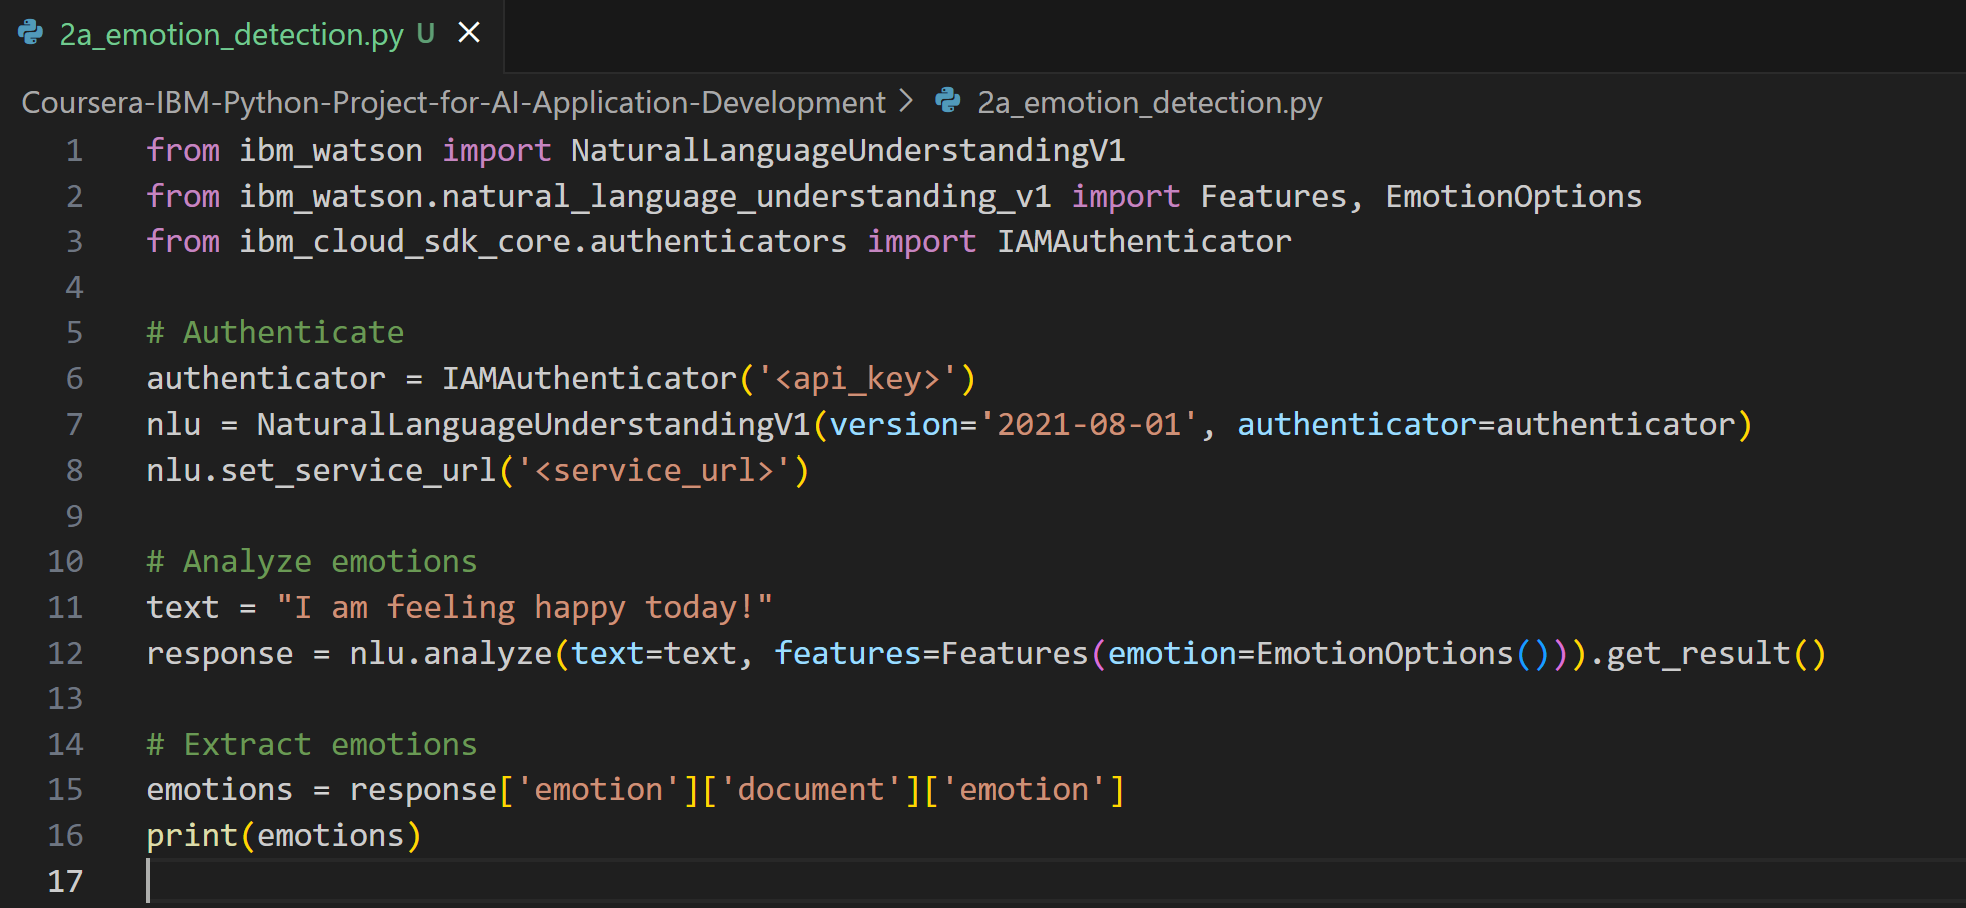 2a_emotion_detection.py U ×
Coursera-IBM-Python-Project-for-AI-Application-Development > 2a_emotion_detection.py
1 from ibm_watson import NaturalLanguageUnderstandingV1
2 from ibm_watson.natural_language_understanding_v1 import Features, EmotionOptions
3 from ibm_cloud_sdk_core.authenticators import IAMAuthenticator
4
5 # Authenticate
6 authenticator = IAMAuthenticator('<api_key>')
7 nlu = NaturalLanguageUnderstandingV1(version='2021-08-01', authenticator=authenticator)
8 nlu.set_service_url('<service_url>')
9
10 # Analyze emotions
11 text = "I am feeling happy today!"
12 response = nlu.analyze(text=text, features=Features(emotion=EmotionOptions())).get_result()
13
14 # Extract emotions
15 emotions = response['emotion']['document']['emotion']
16 print(emotions)
17